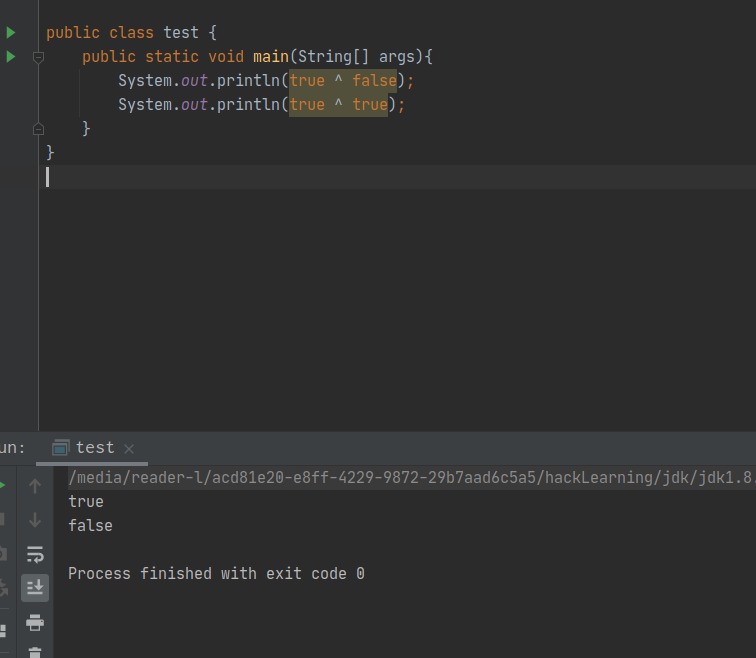 public class test {
    public static void main(String[] args){
        System.out.println(true ^ false);
        System.out.println(true ^ true);
    }
}
un:
test
/media/reader-l/acd81e20-e8ff-4229-9872-29b7aad6c5a5/hackLearning/jdk/jdk1.8.
true
false
Process finished with exit code 0